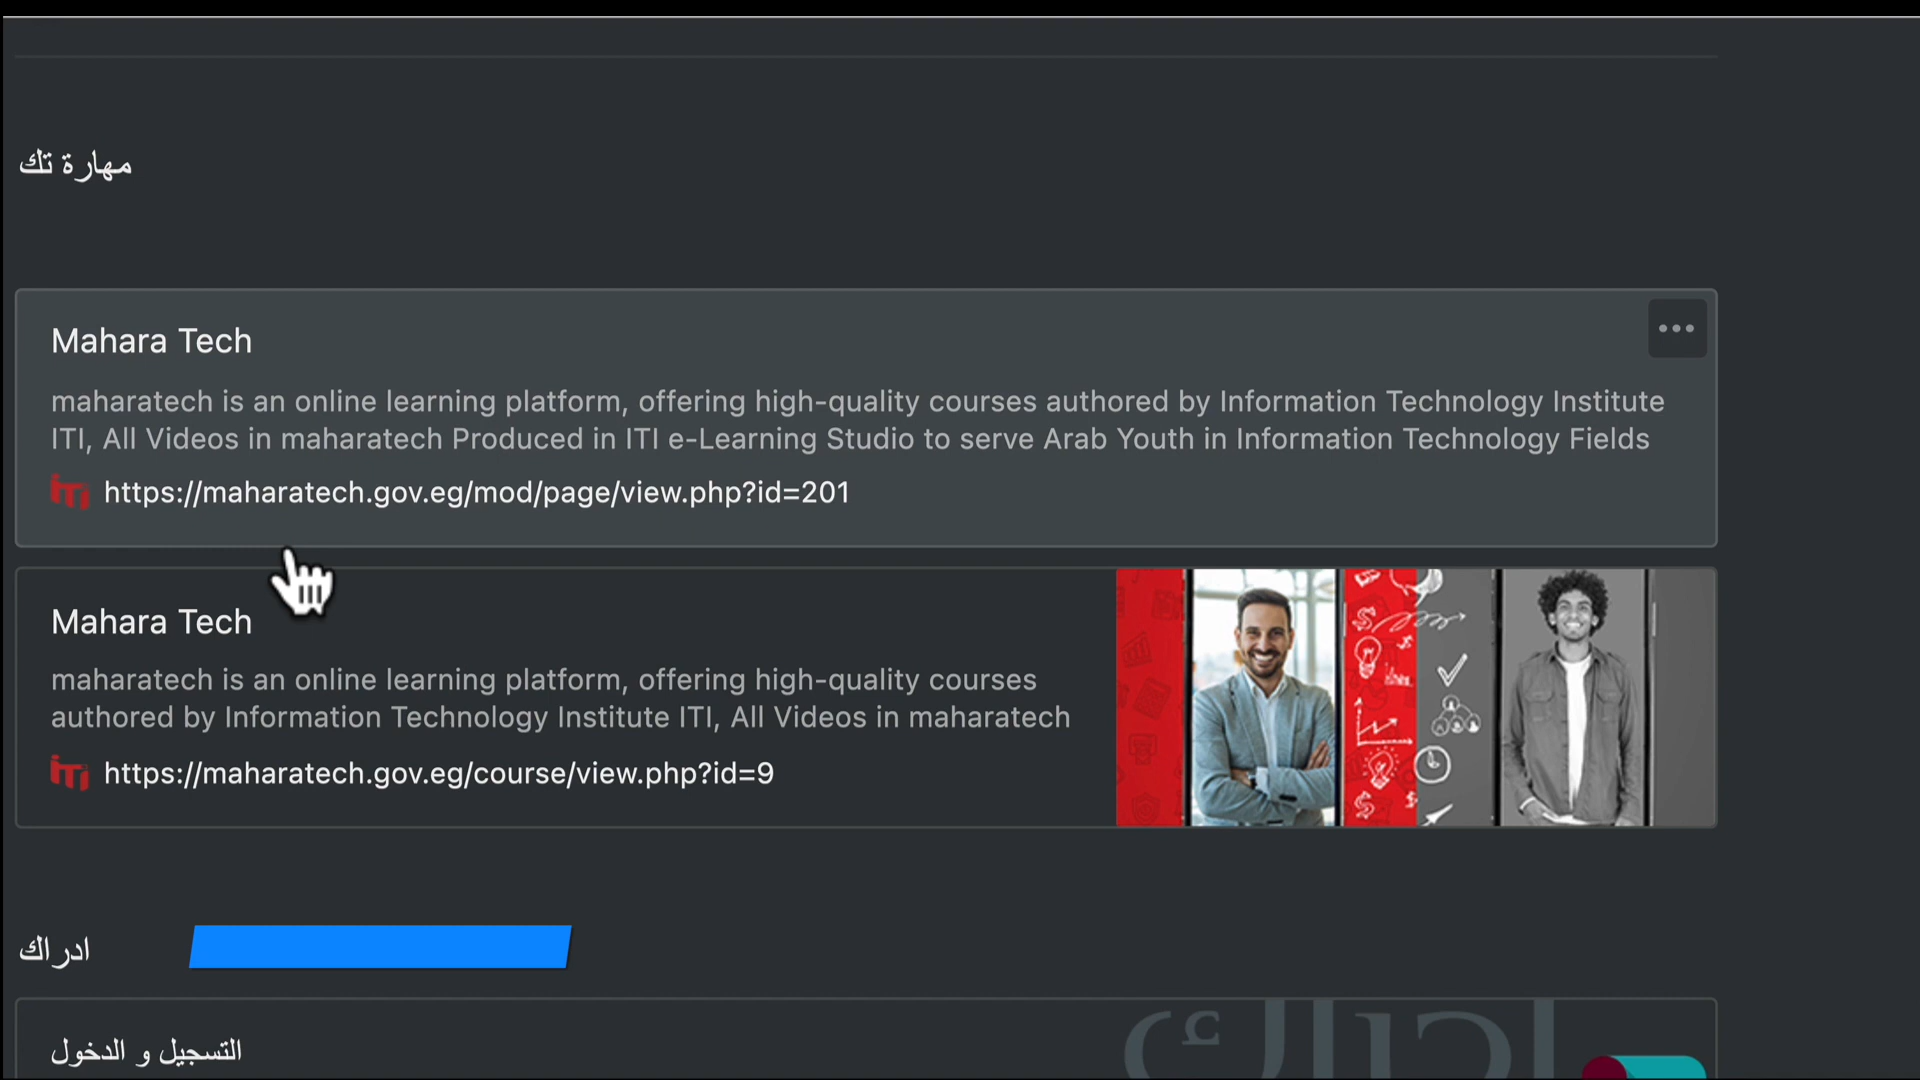 مهارة تك
Mahara Tech
maharatech is an online learning platform, offering high-quality courses authored by Information Technology Institute
ITI, All Videos in maharatech Produced in ITI e-Learning Studio to serve Arab Youth in Information Technology Fields
iTi https://maharatech.gov.eg/mod/page/view.php?id=201
Mahara Tech
maharatech is an online learning platform, offering high-quality courses
authored by Information Technology Institute ITI, All Videos in maharatech
iTi https://maharatech.gov.eg/course/view.php?id=9
ادراك
التسجيل و الدخول
إدراك